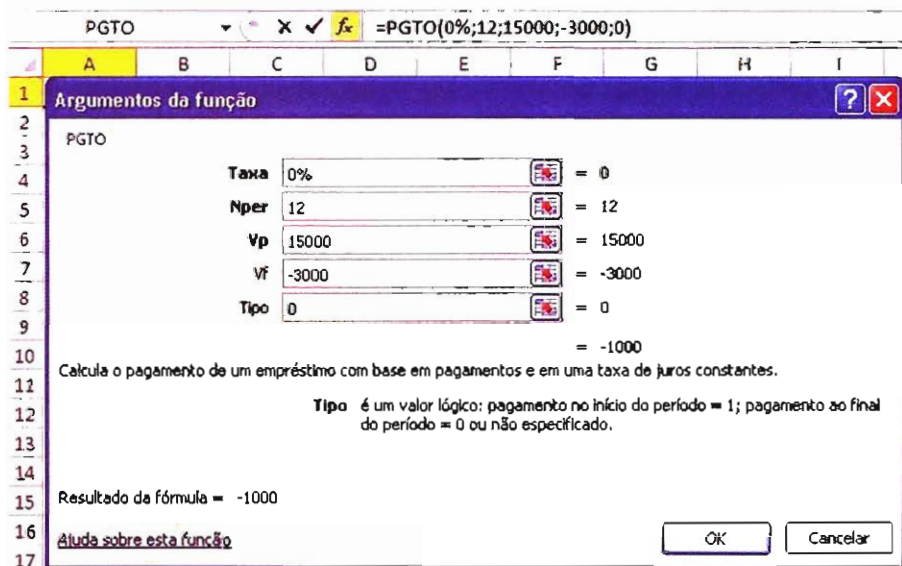 PGTO =PGTO(0%;12;15000;-3000;0)
A B C D E F G H I
1
2
3
4
5
6
7
8
9
10
11
12
13
14
15
16
17
Argumentos da função
PGTO
Taxa 0% = 0
Nper 12 = 12
Vp 15000 = 15000
Vf -3000 = -3000
Tipo 0 = 0
= -1000
Calcula o pagamento de um empréstimo com base em pagamentos e em uma taxa de juros constantes.
Tipo é um valor lógico: pagamento no início do período = 1; pagamento ao final
do período = 0 ou não especificado.
Resultado da fórmula = -1000
Ajuda sobre esta função OK Cancelar